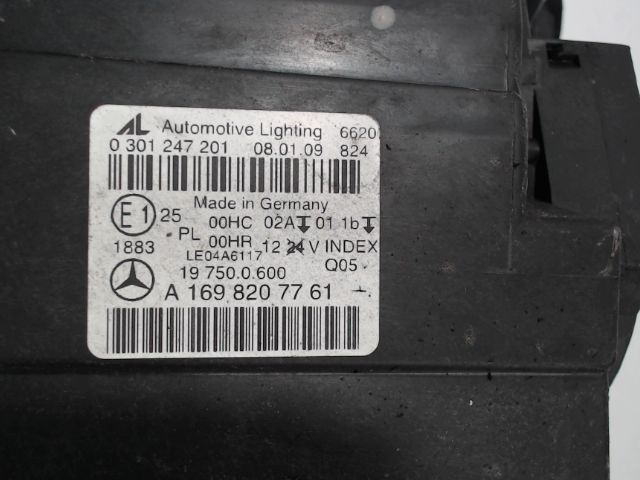 AL Automotive Lighting 6620
0 301 247 201 08.01.09 824
Made in Germany
E1 25 00HC 02A 01 1b
1883 PL 00HR 12 24 V INDEX
LE04A6117 Q05
19 750.0.600
A 169 820 77 61